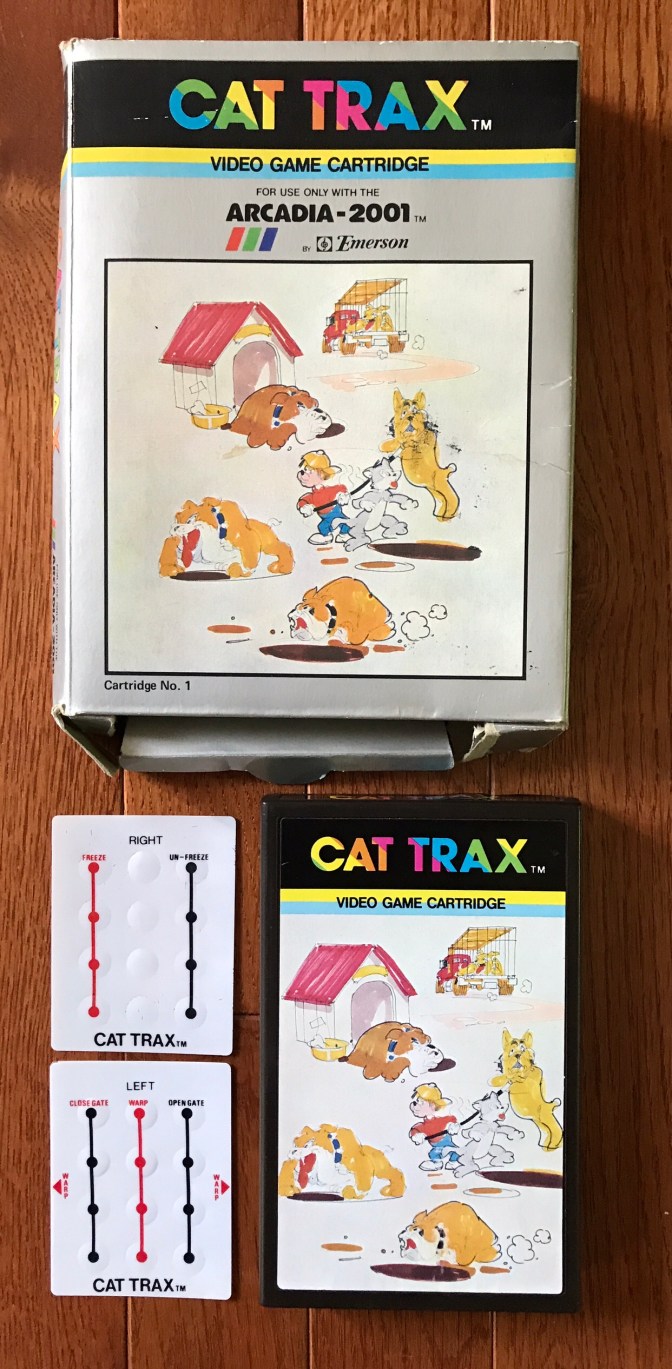 CAT TRAX™
VIDEO GAME CARTRIDGE
FOR USE ONLY WITH THE
ARCADIA-2001™
BY Emerson
Cartridge No. 1
RIGHT
FREEZE UN-FREEZE
CAT TRAX™
LEFT
CLOSE GATE WARP OPEN GATE
WARP WARP
CAT TRAX™
CAT TRAX™
VIDEO GAME CARTRIDGE